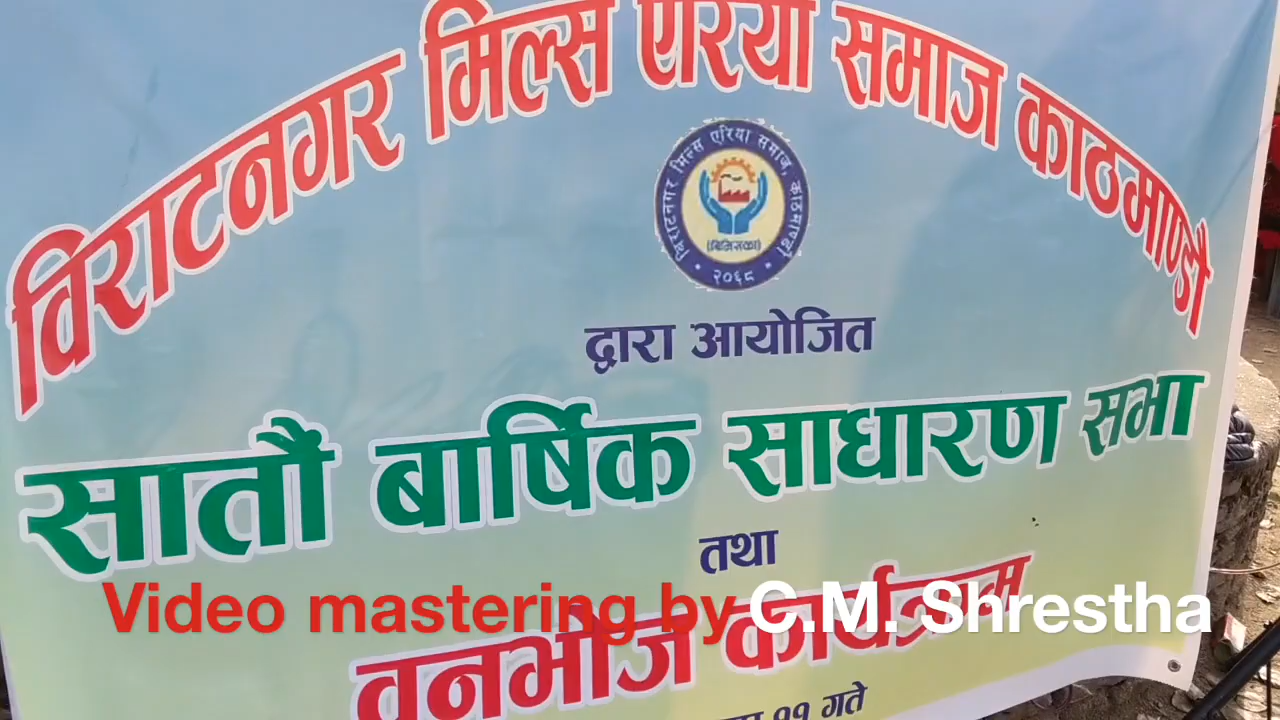 विराटनगर मिल्स एरिया समाज काठमाण्डौ
विराटनगर मिल्स एरिया समाज, काठमाण्डौ
(बिमिसका)
२०६८
द्वारा आयोजित
सातौं बार्षिक साधारण सभा
तथा
Video mastering by C.M. Shrestha
वनभोज कार्यक्रम
११ गते